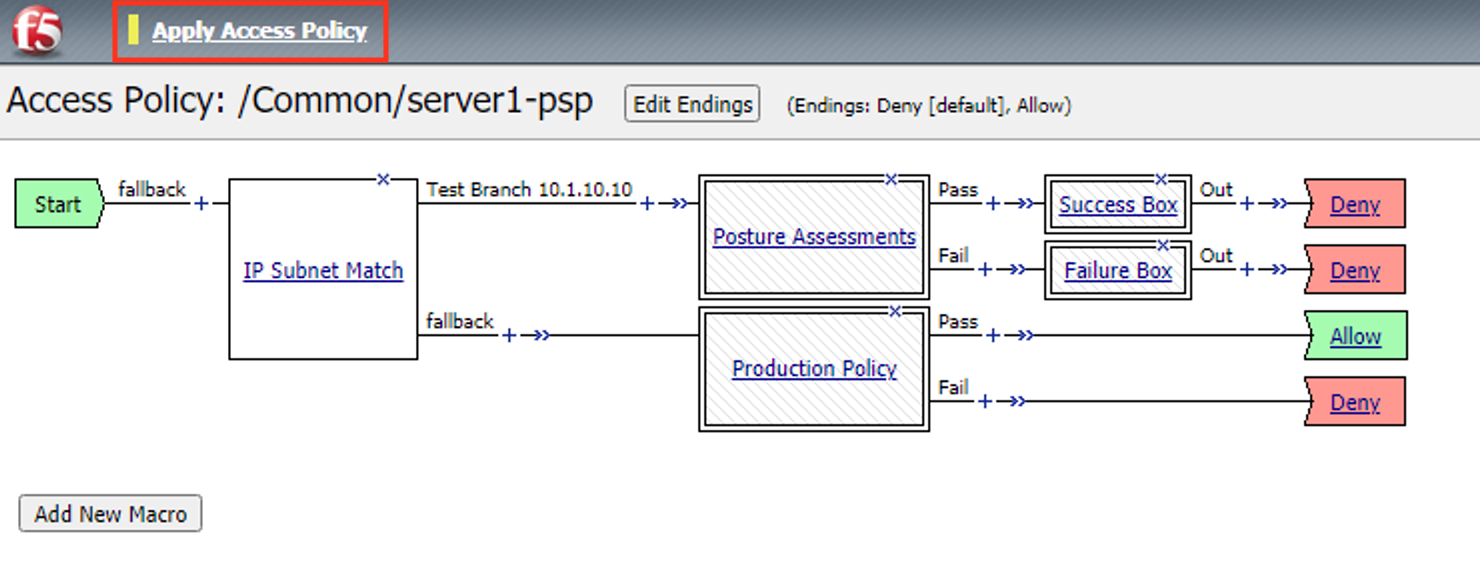 f5 Apply Access Policy
Access Policy: /Common/server1-psp Edit Endings (Endings: Deny [default], Allow)
Start fallback + IP Subnet Match Test Branch 10.1.10.10 + Posture Assessments Pass + Success Box Out + Deny
Fail + Failure Box Out + Deny
fallback + Production Policy Pass + Allow
Fail + Deny
Add New Macro